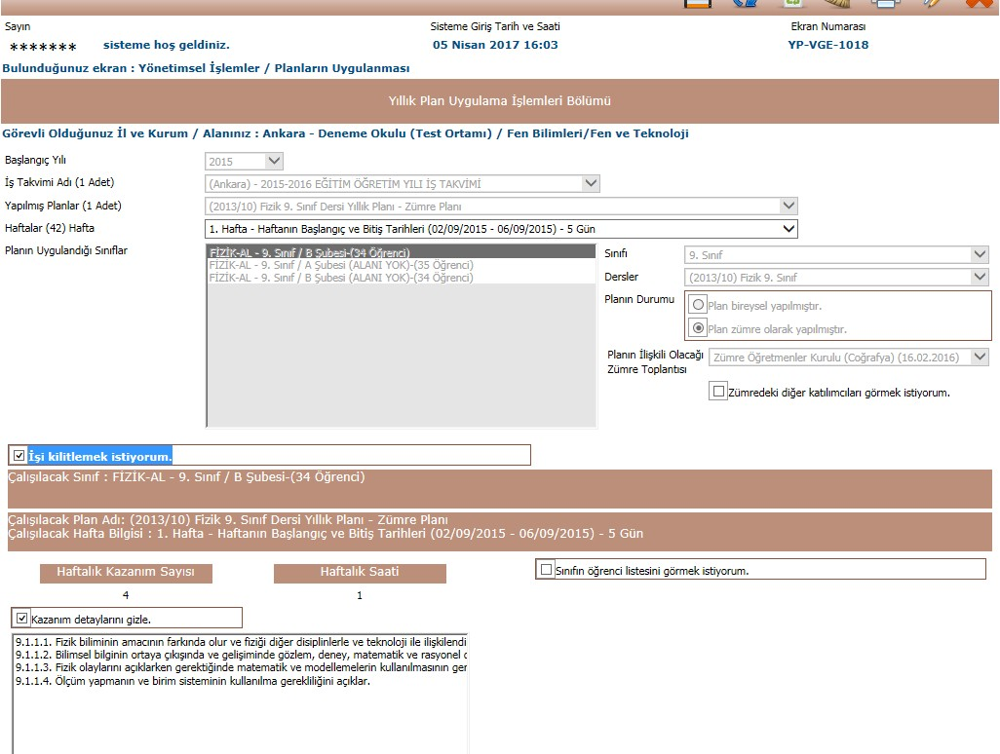 Sayın
Sisteme Giriş Tarih ve Saati
Ekran Numarası
******* sisteme hoş geldiniz.
05 Nisan 2017 16:03
YP-VGE-1018
Bulunduğunuz ekran : Yönetimsel İşlemler / Planların Uygulanması
Yıllık Plan Uygulama İşlemleri Bölümü
Görevli Olduğunuz İl ve Kurum / Alanınız : Ankara - Deneme Okulu (Test Ortamı) / Fen Bilimleri/Fen ve Teknoloji
Başlangıç Yılı
2015
İş Takvimi Adı (1 Adet)
(Ankara) - 2015-2016 EĞİTİM ÖĞRETİM YILI İŞ TAKVİMİ
Yapılmış Planlar (1 Adet)
(2013/10) Fizik 9. Sınıf Dersi Yıllık Planı - Zümre Planı
Haftalar (42) Hafta
1. Hafta - Haftanın Başlangıç ve Bitiş Tarihleri (02/09/2015 - 06/09/2015) - 5 Gün
Planın Uygulandığı Sınıflar
FİZİK-AL - 9. Sınıf / B Şubesi-(34 Öğrenci)
FİZİK-AL - 9. Sınıf / A Şubesi (ALANI YOK)-(35 Öğrenci)
FİZİK-AL - 9. Sınıf / B Şubesi (ALANI YOK)-(34 Öğrenci)
Sınıfı
9. Sınıf
Dersler
(2013/10) Fizik 9. Sınıf
Planın Durumu
Plan bireysel yapılmıştır.
Plan zümre olarak yapılmıştır.
Planın İlişkili Olacağı
Zümre Toplantısı
Zümre Öğretmenler Kurulu (Coğrafya) (16.02.2016)
Zümredeki diğer katılımcıları görmek istiyorum.
İşi kilitlemek istiyorum.
Çalışılacak Sınıf : FİZİK-AL - 9. Sınıf / B Şubesi-(34 Öğrenci)
Çalışılacak Plan Adı: (2013/10) Fizik 9. Sınıf Dersi Yıllık Planı - Zümre Planı
Çalışılacak Hafta Bilgisi : 1. Hafta - Haftanın Başlangıç ve Bitiş Tarihleri (02/09/2015 - 06/09/2015) - 5 Gün
Haftalık Kazanım Sayısı
Haftalık Saati
Sınıfın öğrenci listesini görmek istiyorum.
4
1
Kazanım detaylarını gizle.
9.1.1.1. Fizik biliminin amacının farkında olur ve fiziği diğer disiplinlerle ve teknoloji ile ilişkilendi
9.1.1.2. Bilimsel bilginin ortaya çıkışında ve gelişiminde gözlem, deney, matematik ve rasyonel
9.1.1.3. Fizik olaylarını açıklarken gerektiğinde matematik ve modellemelerin kullanılmasının ger
9.1.1.4. Ölçüm yapmanın ve birim sisteminin kullanılma gerekliliğini açıklar.